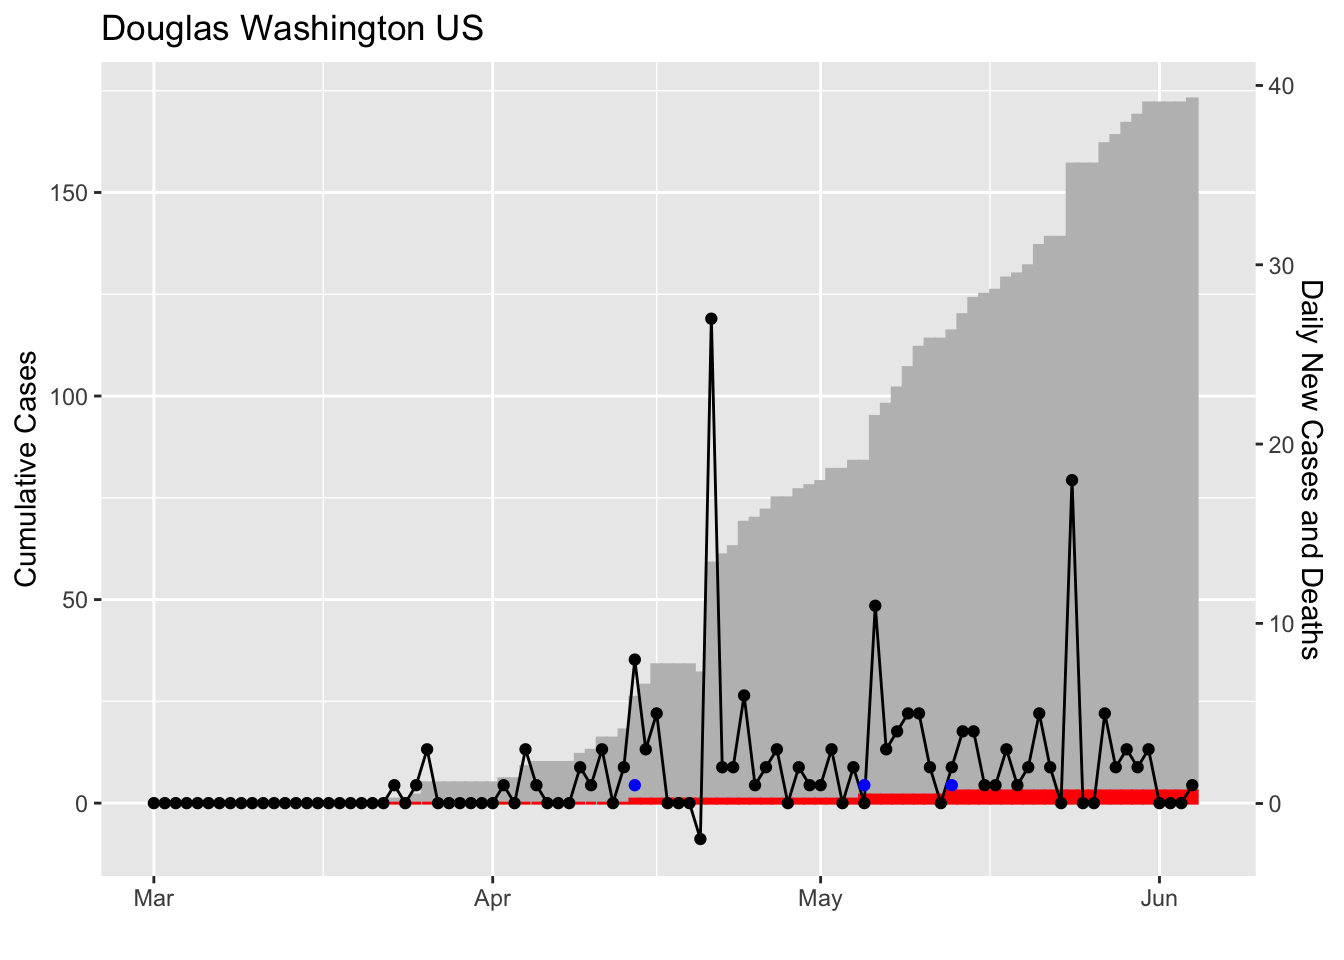 Douglas Washington US
Cumulative Cases
150
100
50
0
40
30
20
10
0
Daily New Cases and Deaths
Mar
Apr
May
Jun